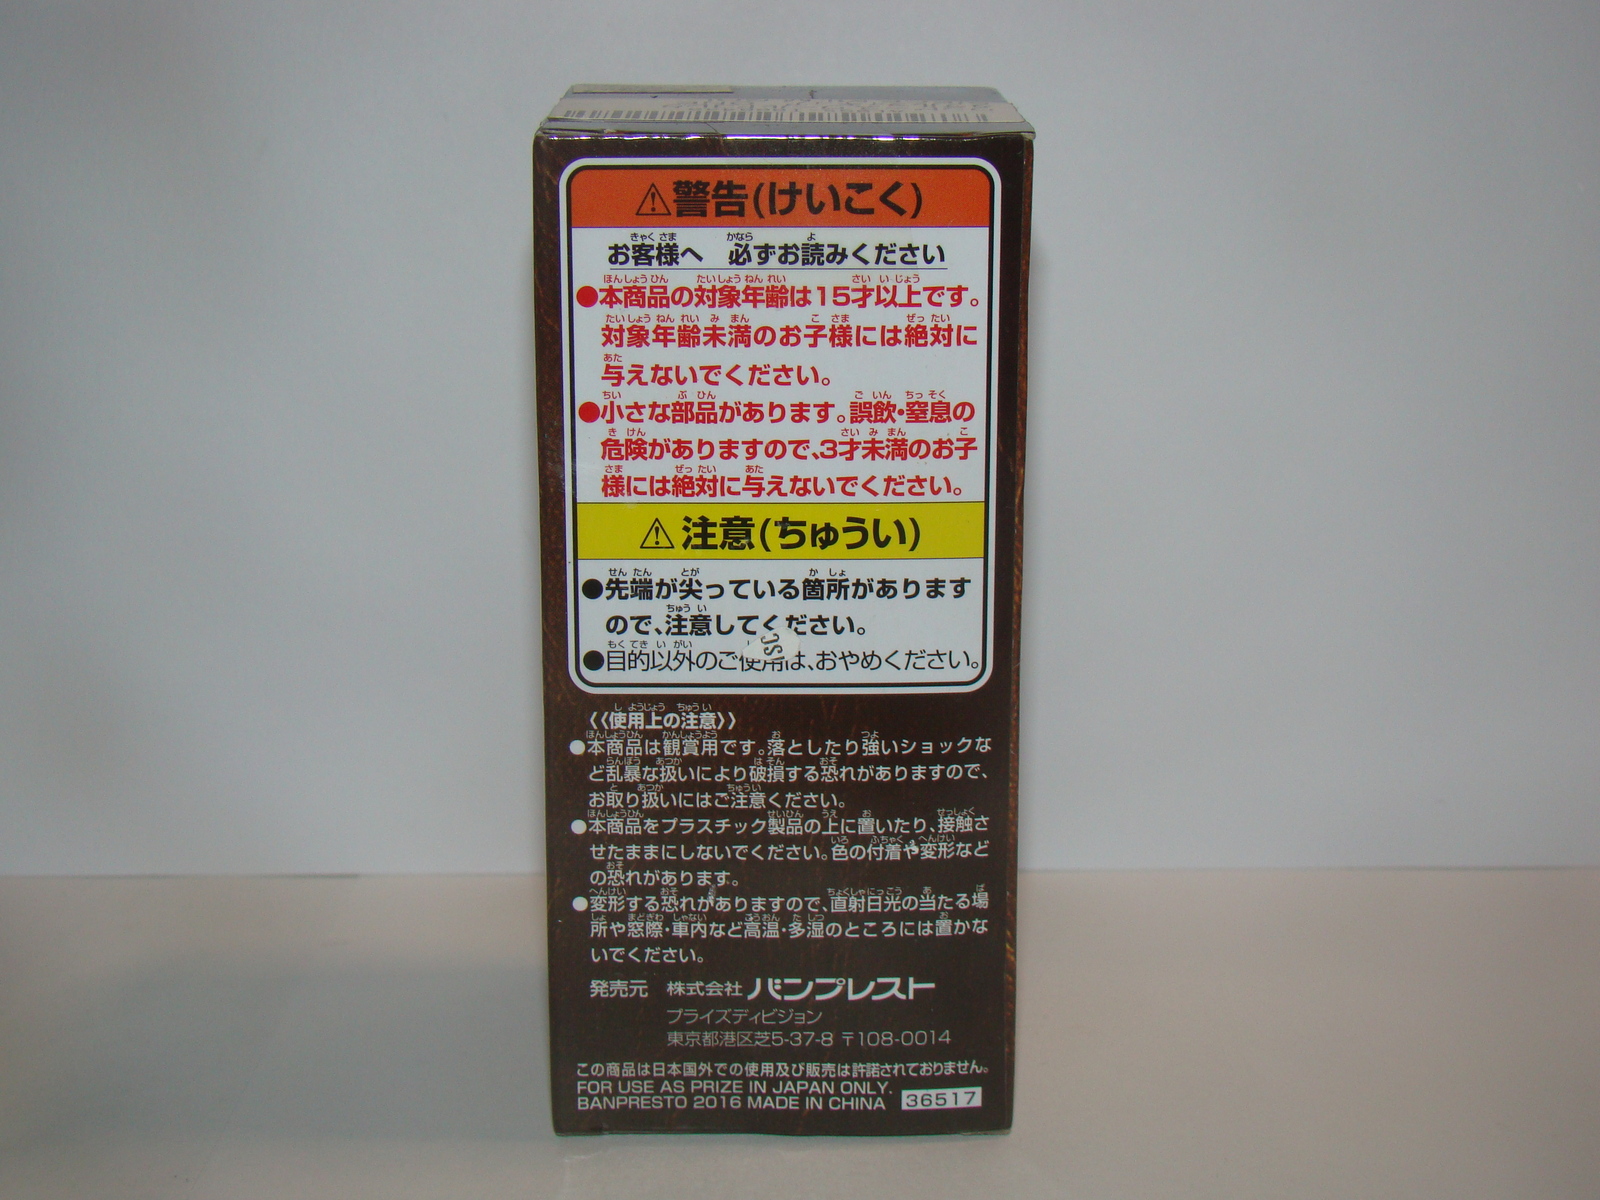 ⚠警告(けいこく)
お客様へ 必ずお読みください
●本商品の対象年齢は15才以上です。
対象年齢未満のお子様には絶対に
与えないでください。
●小さな部品があります。誤飲・窒息の
危険がありますので、3才未満のお子
様には絶対に与えないでください。
⚠注意(ちゅうい)
●先端が尖っている箇所があります
ので、注意してください。
●目的以外のご使用は、おやめください。
《使用上の注意》
●本商品は観賞用です。落としたり強いショックな
ど乱暴な扱いにより破損する恐れがありますので、
お取り扱いにはご注意ください。
●本商品をプラスチック製品の上に置いたり、接触さ
せたままにしないでください。色の付着や変形など
の恐れがあります。
●変形する恐れがありますので、直射日光の当たる場
所や窓際・車内など高温・多湿のところには置かな
いでください。
発売元 株式会社 バンプレスト
プライズディビジョン
東京都港区芝5-37-8 〒108-0014
この商品は日本国外での使用及び販売は許諾されておりません。
FOR USE AS PRIZE IN JAPAN ONLY.
BANPRESTO 2016 MADE IN CHINA 36517